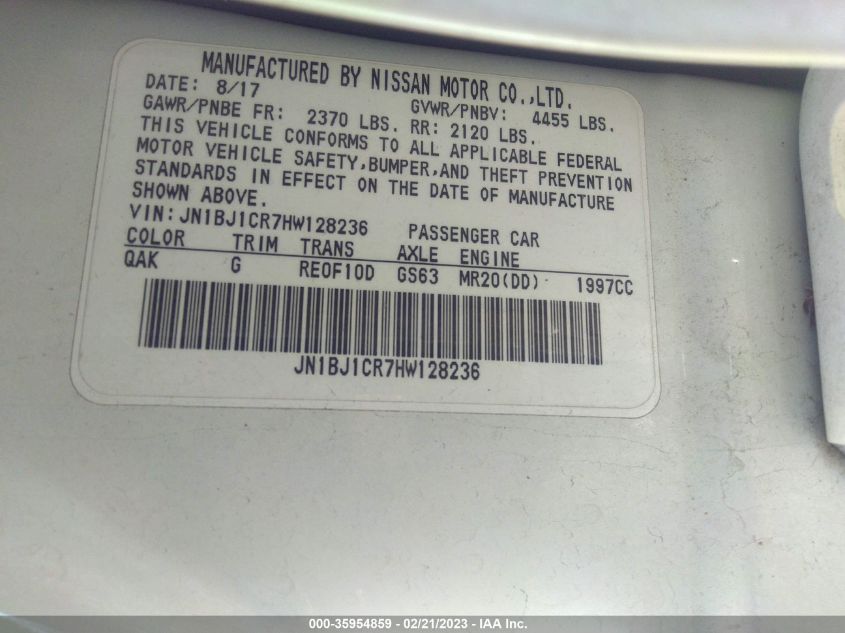 MANUFACTURED BY NISSAN MOTOR CO.,LTD.
DATE: 8/17 GVWR/PNBV: 4455 LBS.
GAWR/PNBE FR: 2370 LBS. RR: 2120 LBS.
THIS VEHICLE CONFORMS TO ALL APPLICABLE FEDERAL
MOTOR VEHICLE SAFETY,BUMPER,AND THEFT PREVENTION
STANDARDS IN EFFECT ON THE DATE OF MANUFACTURE
SHOWN ABOVE.
VIN: JN1BJ1CR7HW128236 PASSENGER CAR
COLOR TRIM TRANS AXLE ENGINE
QAK G RE0F10D GS63 MR20(DD) 1997CC
JN1BJ1CR7HW128236
000-35954859 - 02/21/2023 - IAA Inc.